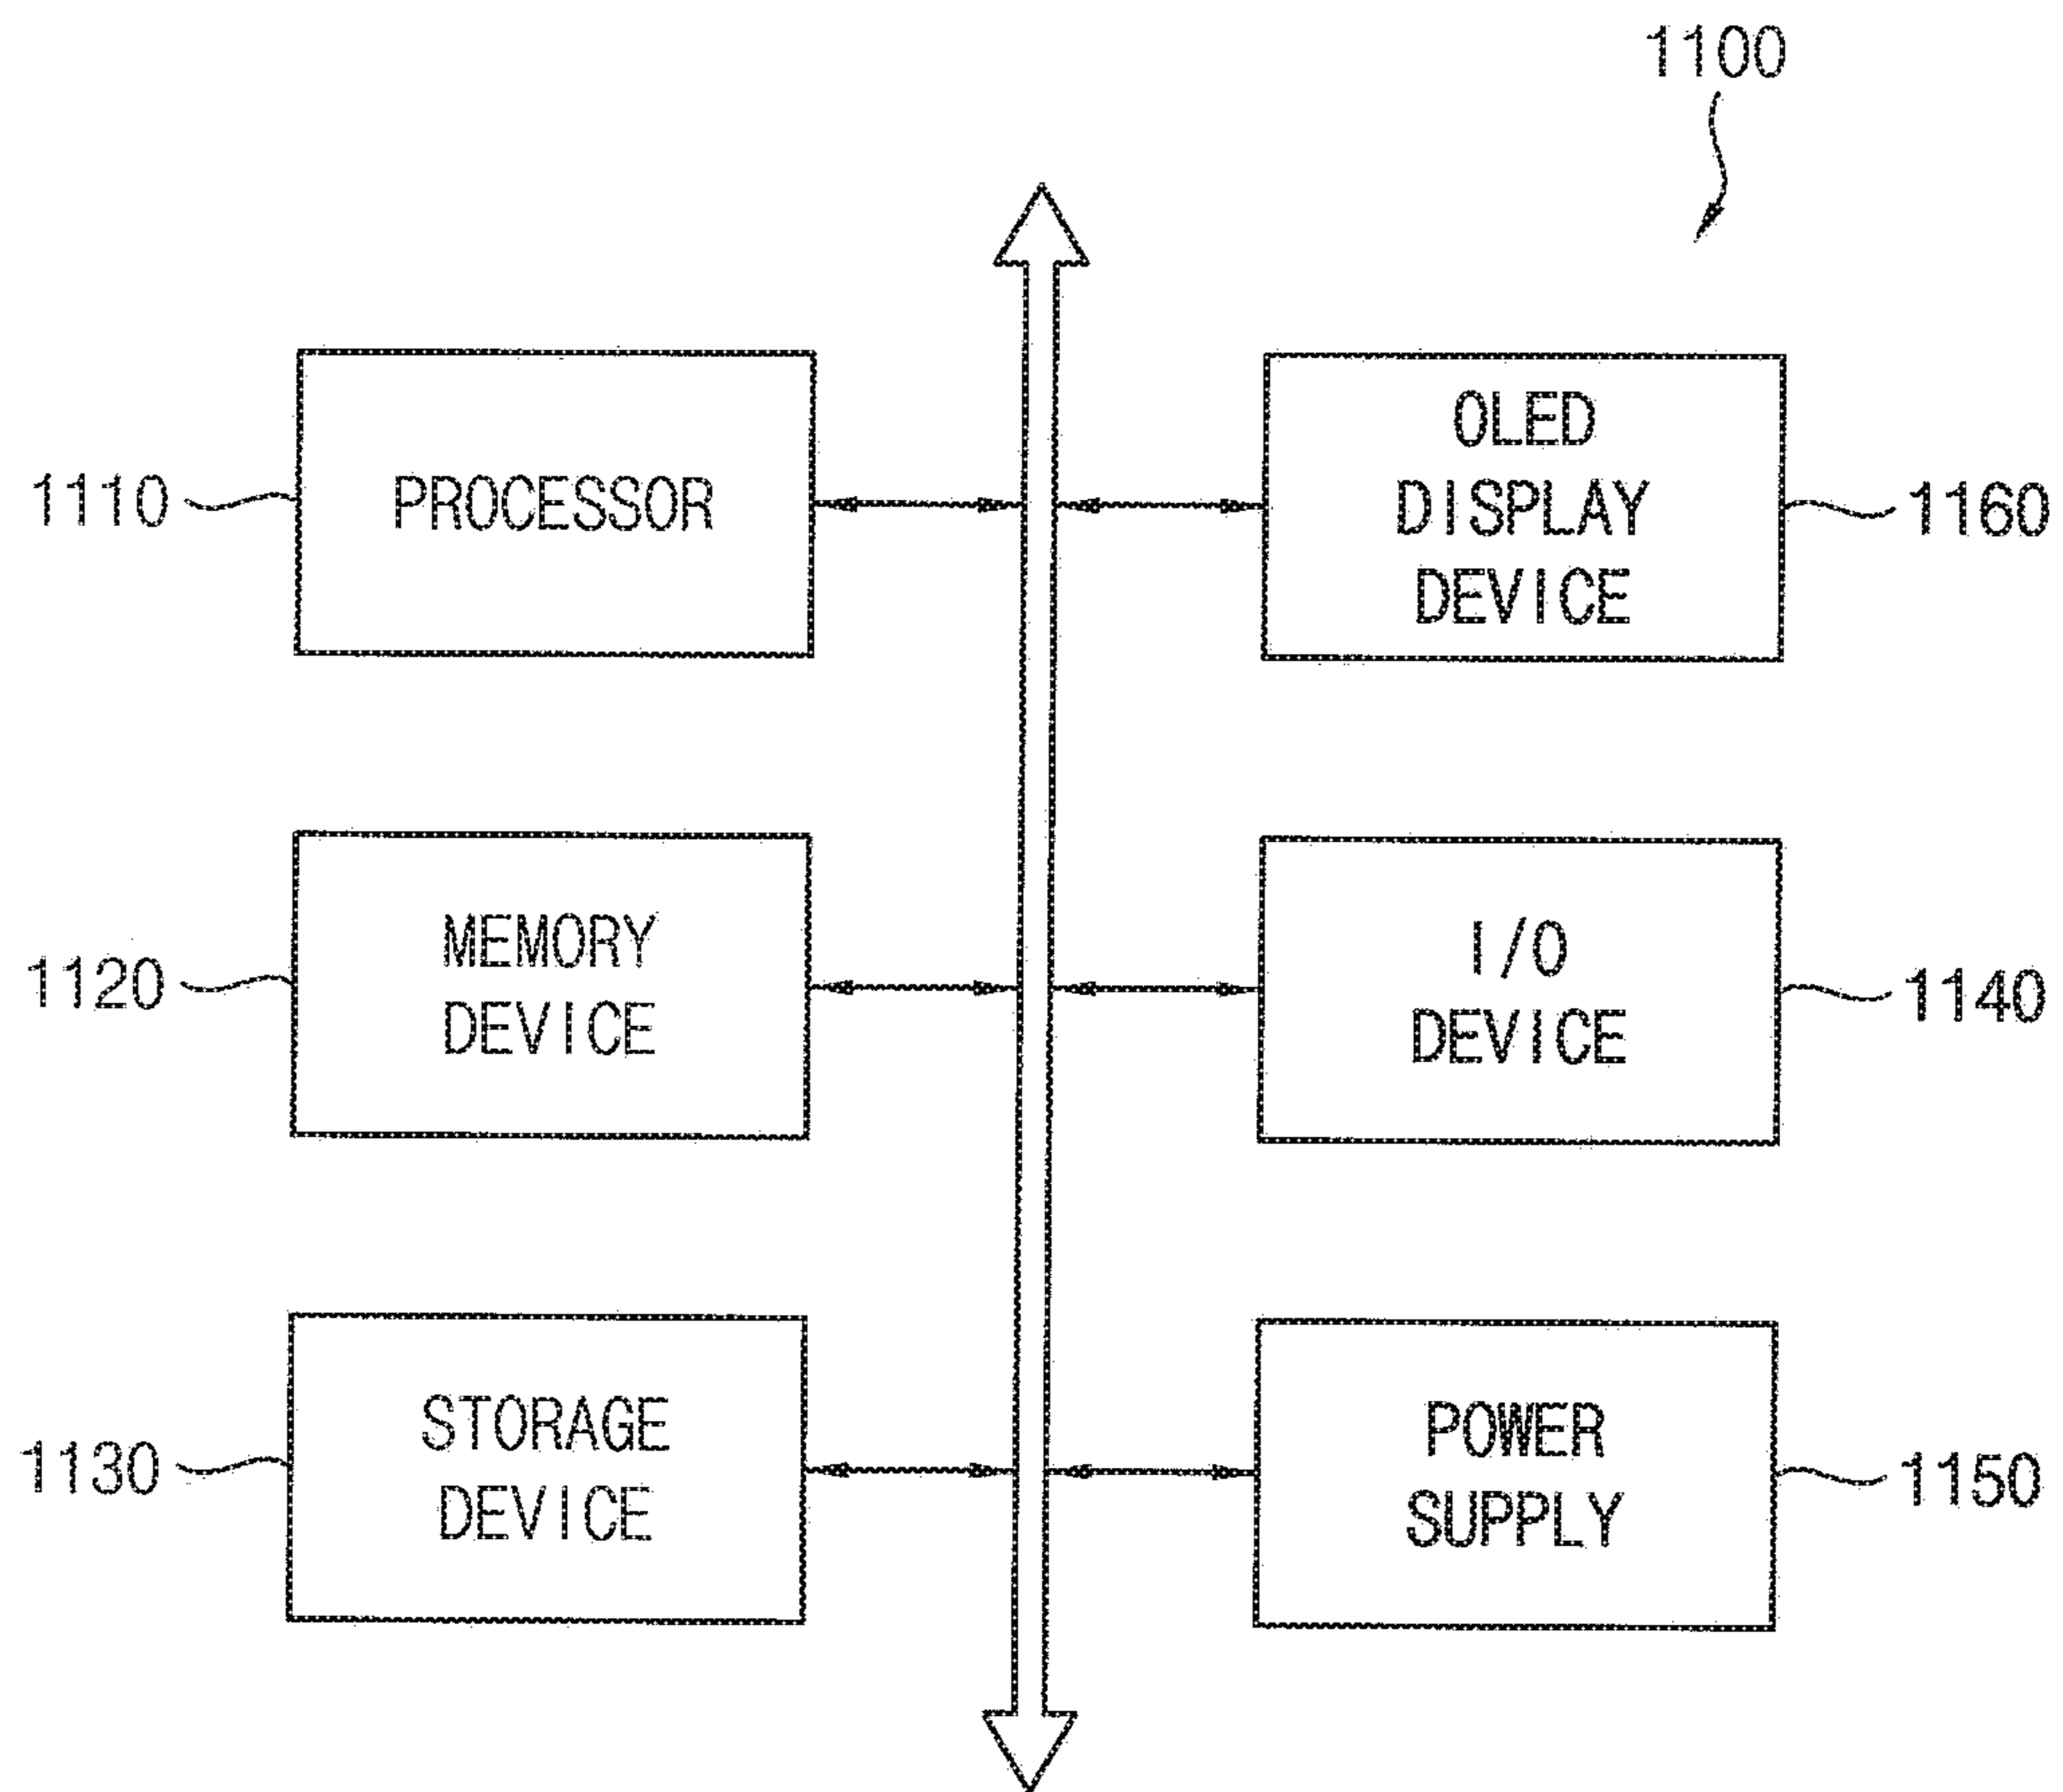 1100
1110
PROCESSOR
OLED
DISPLAY
DEVICE
1160
1120
MEMORY
DEVICE
I/O
DEVICE
1140
1130
STORAGE
DEVICE
POWER
SUPPLY
1150